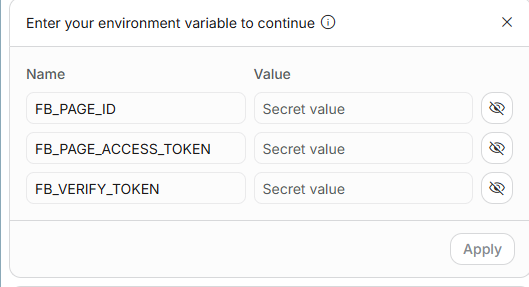 Enter your environment variable to continue
Name Value
FB_PAGE_ID Secret value
FB_PAGE_ACCESS_TOKEN Secret value
FB_VERIFY_TOKEN Secret value
Apply